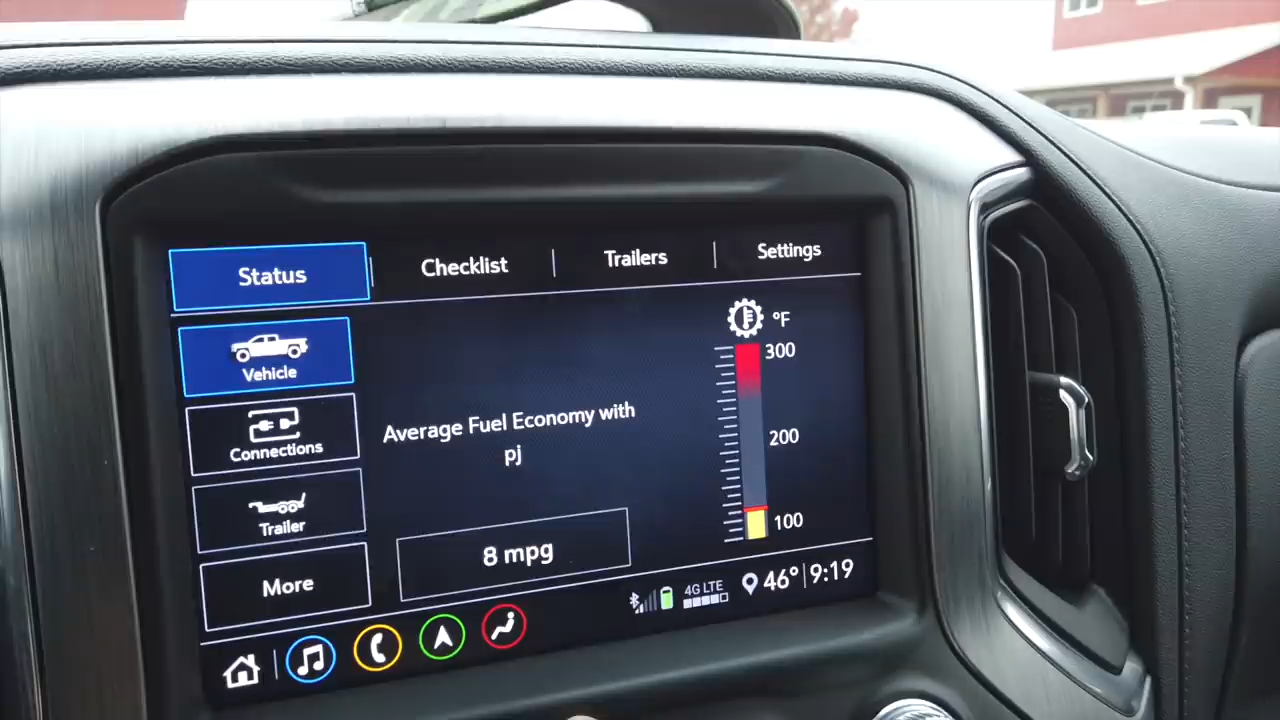 Status
Checklist
Trailers
Settings
Vehicle
Connections
Trailer
More
Average Fuel Economy with
pj
8 mpg
°F
300
200
100
4G LTE
46° 9:19